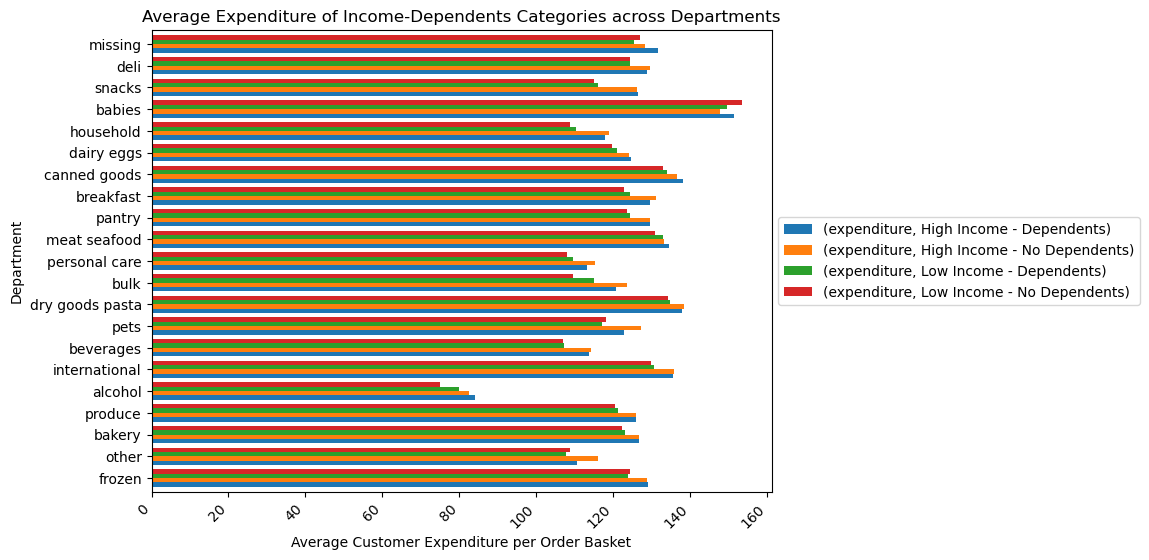 Average Expenditure of Income-Dependents Categories across Departments
missing
deli
snacks
babies
household
dairy eggs
canned goods
breakfast
pantry
meat seafood
personal care
bulk
dry goods pasta
pets
beverages
international
alcohol
produce
bakery
other
frozen
Department
0
20
40
60
80
100
120
140
160
Average Customer Expenditure per Order Basket
(expenditure, High Income - Dependents)
(expenditure, High Income - No Dependents)
(expenditure, Low Income - Dependents)
(expenditure, Low Income - No Dependents)